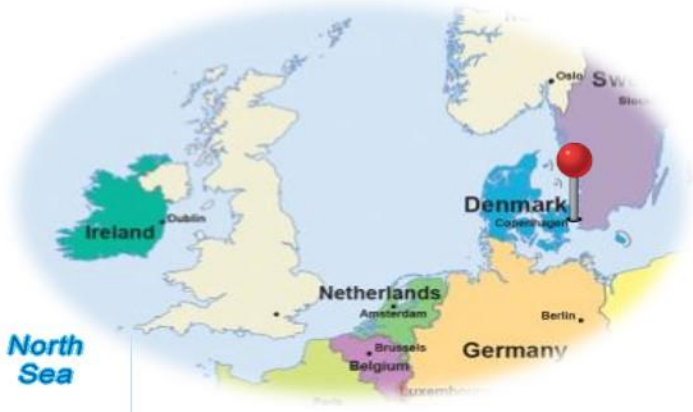 Oslo
Ireland
Dublin
Denmark
Copenhagen
Netherlands
Amsterdam
Berlin
Brussels
Belgium
Germany
North
Sea